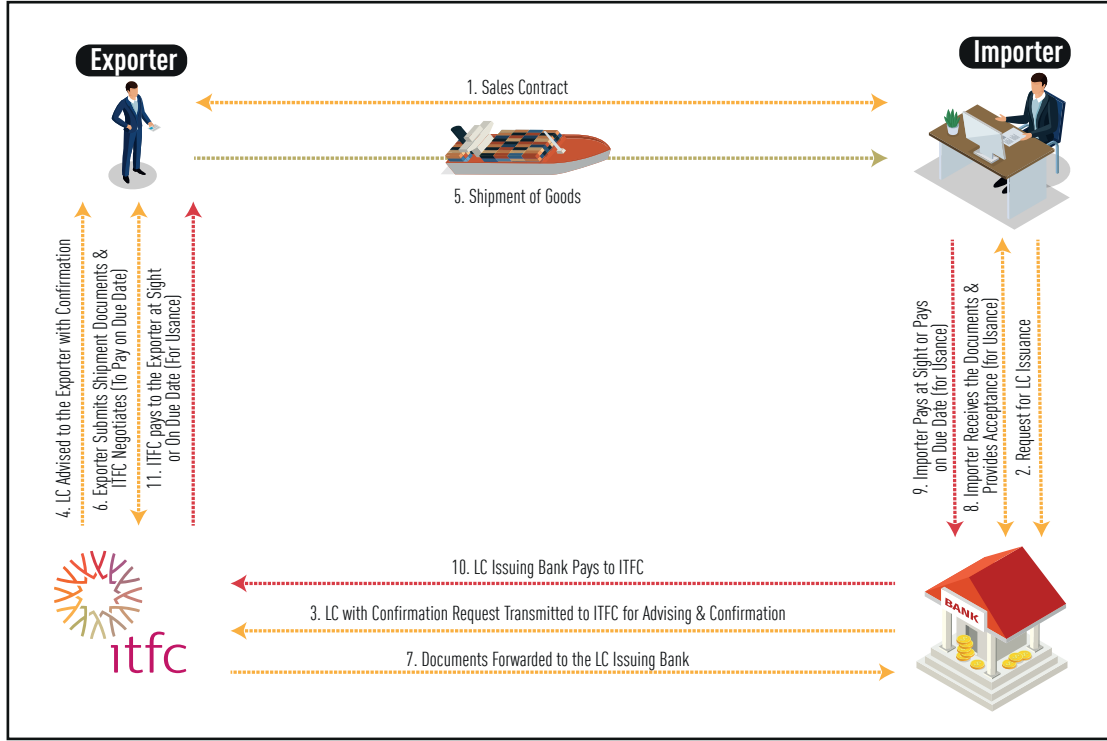 Exporter
Importer
1. Sales Contract
5. Shipment of Goods
4. LC Advised to the Exporter with Confirmation
6. Exporter Submits Shipment Documents &
ITFC Negotiates (To Pay on Due Date)
11. ITFC pays to the Exporter at Sight
or On Due Date (For Usance)
9. Importer Pays at Sight or Pays
on Due Date (for Usance)
8. Importer Receives the Documents &
Provides Acceptance (for Usance)
2. Request for LC Issuance
10. LC Issuing Bank Pays to ITFC
3. LC with Confirmation Request Transmitted to ITFC for Advising & Confirmation
7. Documents Forwarded to the LC Issuing Bank
itfc
BANK